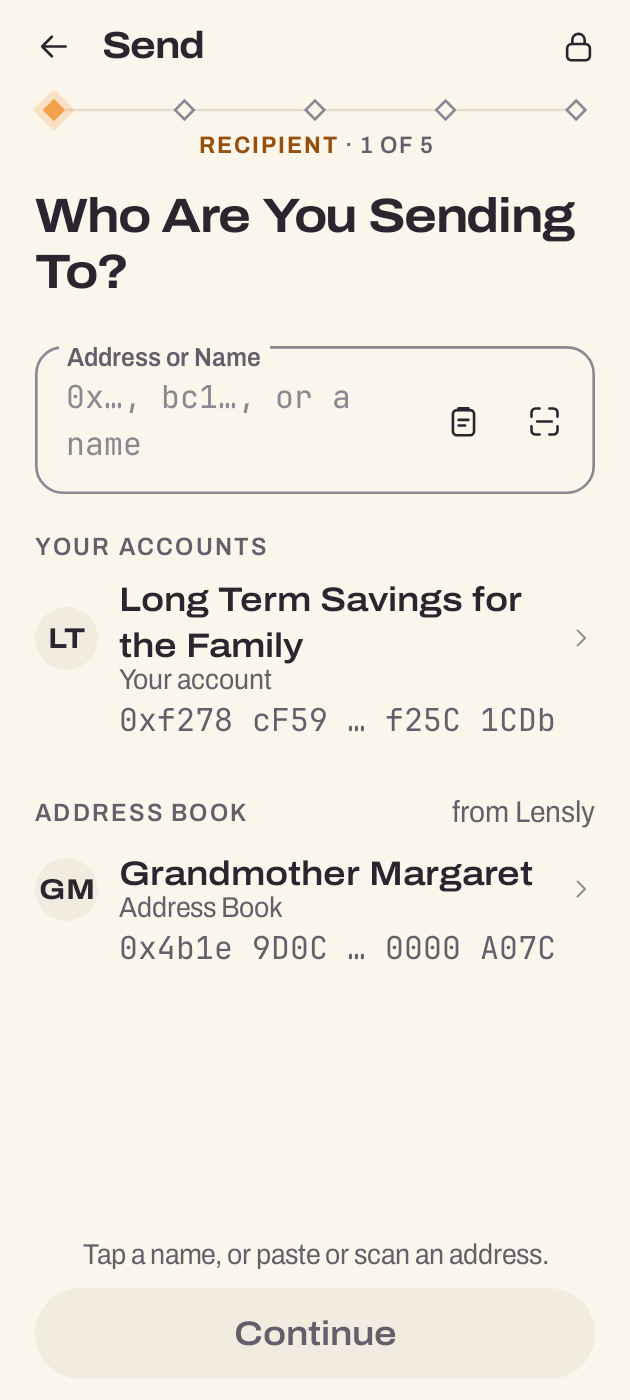 Send
RECIPIENT · 1 OF 5
Who Are You Sending
To?
Address or Name
0x…, bc1…, or a
name
YOUR ACCOUNTS
LT
Long Term Savings for
the Family
Your account
0xf278 cF59 … f25C 1CDb
ADDRESS BOOK
from Lensly
GM
Grandmother Margaret
Address Book
0x4b1e 9D0C … 0000 A07C
Tap a name, or paste or scan an address.
Continue